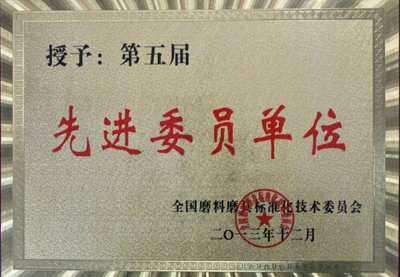 授予：第五届
先进委员单位
全国磨料磨具标准化技术委员会
二〇一三年十二月